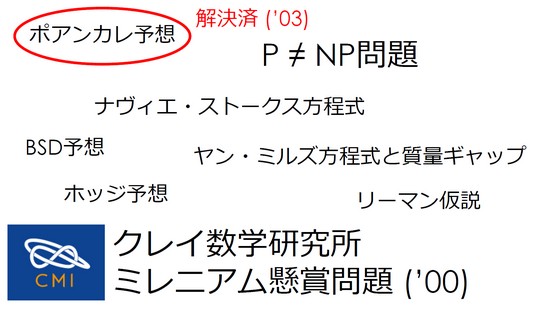 ポアンカレ予想 解決済 (’03)
P ≠ NP問題
ナヴィエ・ストークス方程式
BSD予想
ヤン・ミルズ方程式と質量ギャップ
ホッジ予想
リーマン仮説
クレイ数学研究所
CMI
ミレニアム懸賞問題 (’00)